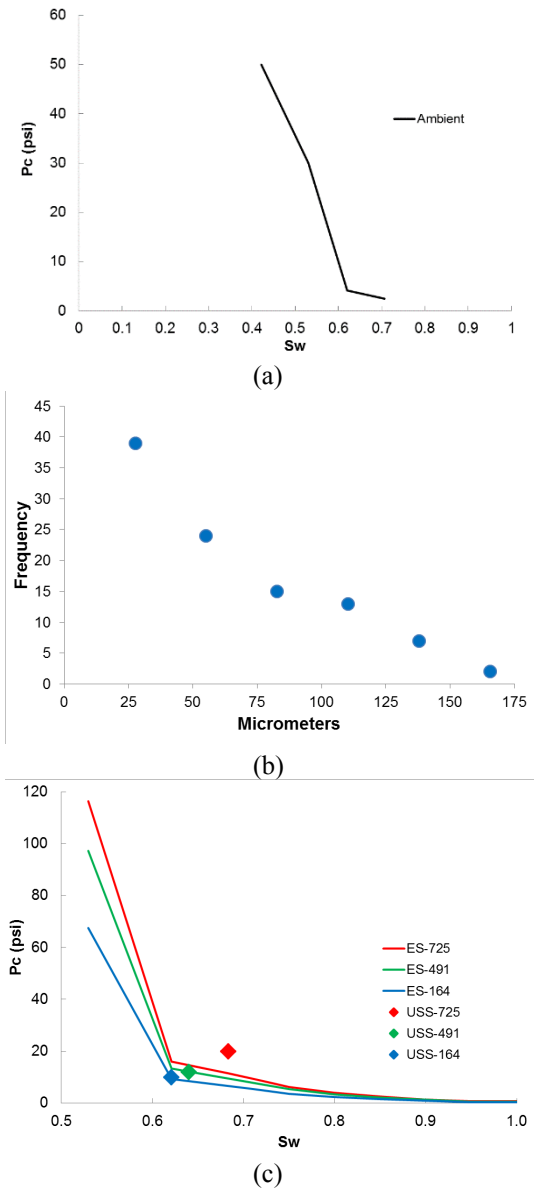 60
50
40
30
20
10
0
Pc (psi)
Ambient
0 0.1 0.2 0.3 0.4 0.5 0.6 0.7 0.8 0.9 1
Sw
(a)
45
40
35
30
25
20
15
10
5
0
Frequency
0 25 50 75 100 125 150 175
Micrometers
(b)
120
100
80
60
40
20
0
Pc (psi)
ES-725
ES-491
ES-164
USS-725
USS-491
USS-164
0.5 0.6 0.7 0.8 0.9 1.0
Sw
(c)